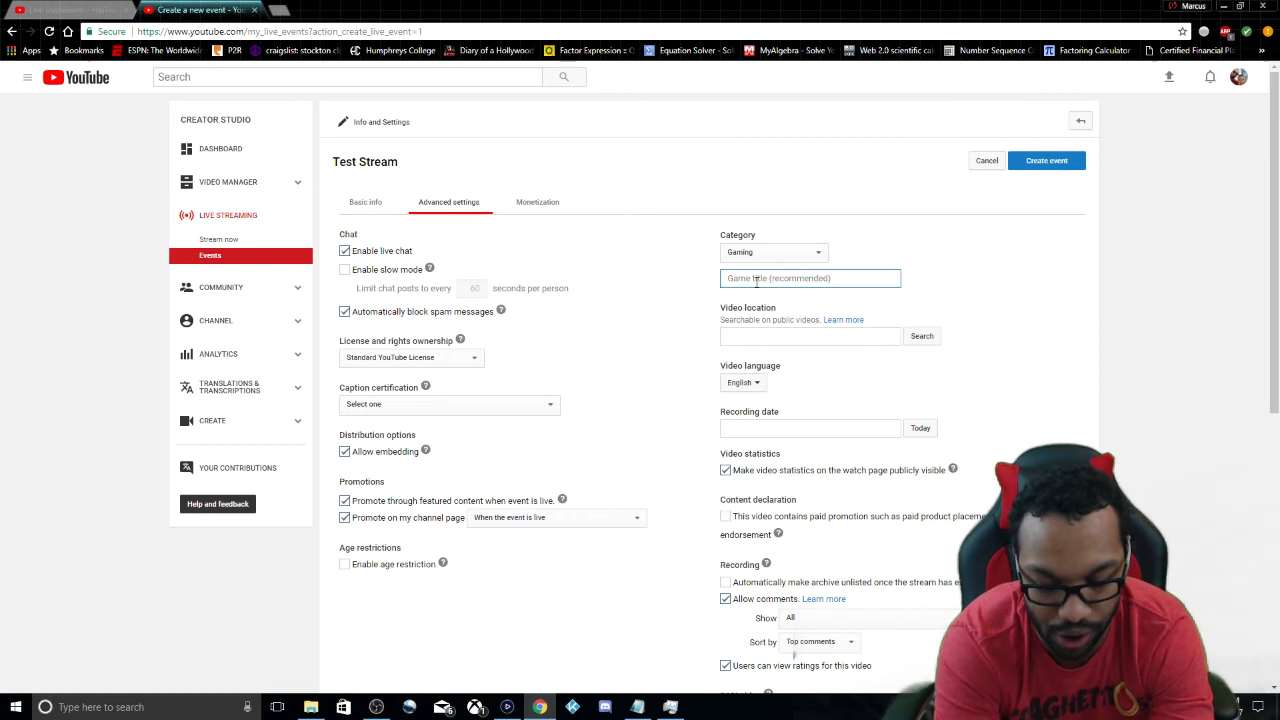 Live Dashboard - YouTub
Create a new event - You
Marcus
Secure
https://www.youtube.com/my_live_events?action_create_live_event=1
Apps
Bookmarks
ESPN: The Worldwide
P2R
craigslist: stockton c
Humphreys College
Diary of a Hollywood
Factor Expression
Equation Solver - Ste
MyAlgebra - Solve Yo
Web 2.0 scientific calc
Number Sequence C
Factoring Calculator
Certified Financial Pla
YouTube
Search
CREATOR STUDIO
DASHBOARD
VIDEO MANAGER
LIVE STREAMING
Stream now
Events
COMMUNITY
CHANNEL
ANALYTICS
TRANSLATIONS &
TRANSCRIPTIONS
CREATE
YOUR CONTRIBUTIONS
Help and feedback
Info and Settings
Test Stream
Cancel
Create event
Basic info
Advanced settings
Monetization
Chat
Enable live chat
Enable slow mode ?
Limit chat posts to every 60 seconds per person
Automatically block spam messages ?
License and rights ownership ?
Standard YouTube License
Caption certification ?
Select one
Distribution options
Allow embedding ?
Promotions
Promote through featured content when event is live. ?
Promote on my channel page When the event is live
Age restrictions
Enable age restriction ?
Category
Gaming
Game title (recommended)
Video location
Searchable on public videos. Learn more
Search
Video language
English
Recording date
Today
Video statistics
Make video statistics on the watch page publicly visible ?
Content declaration
This video contains paid promotion such as paid product placeme
endorsement ?
Recording ?
Automatically make archive unlisted once the stream has e
Allow comments. Learn more
Show All
Sort by Top comments
Users can view ratings for this video
Type here to search